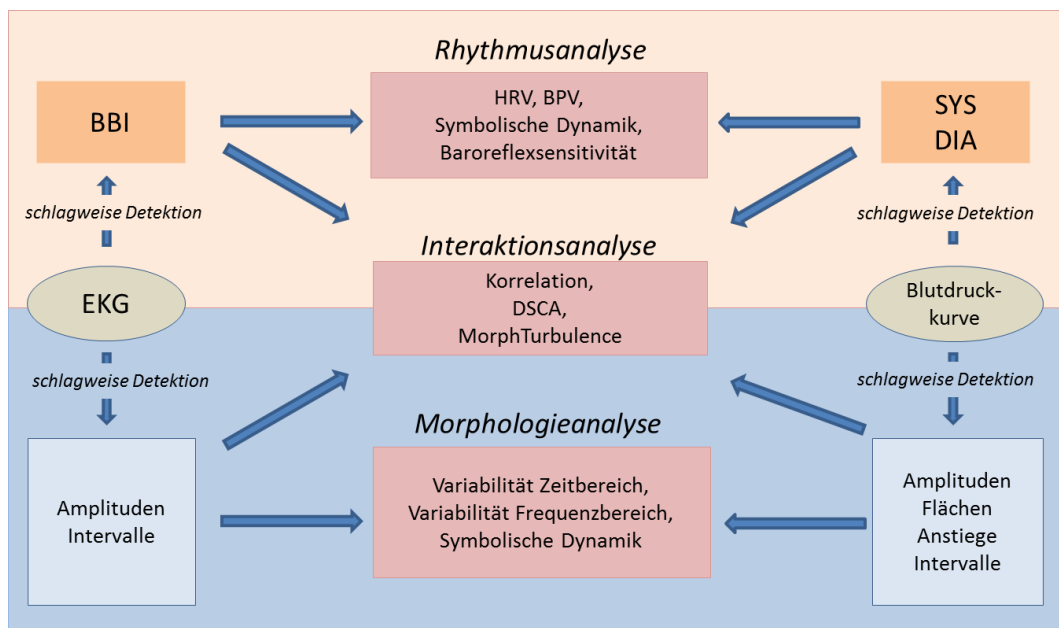 Rhythmusanalyse
BBI
HRV, BPV,
Symbolische Dynamik,
Baroreflexsensitivität
SYS
DIA
schlagweise Detektion
schlagweise Detektion
Interaktionsanalyse
EKG
Korrelation,
DSCA,
MorphTurbulence
Blutdruck-
kurve
schlagweise Detektion
schlagweise Detektion
Morphologieanalyse
Amplituden
Intervalle
Variabilität Zeitbereich,
Variabilität Frequenzbereich,
Symbolische Dynamik
Amplituden
Flächen
Anstiege
Intervalle